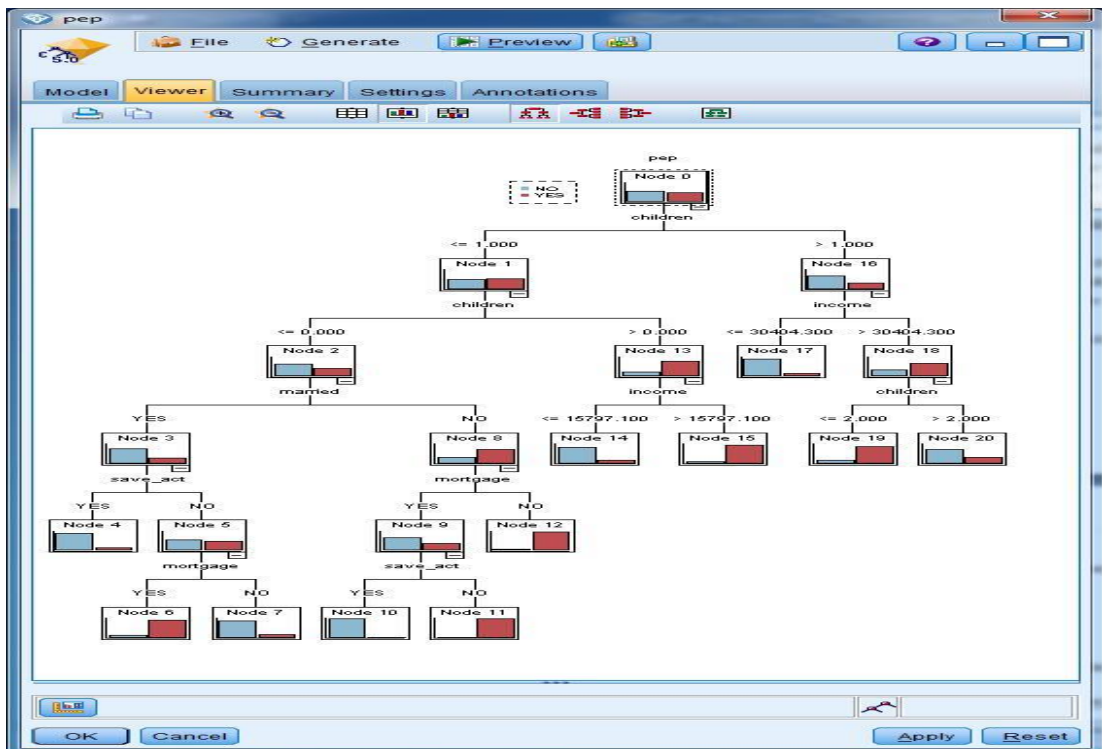 pep
C5.0
File Generate Preview
Model Viewer Summary Settings Annotations
pep
NO
YES
Node 0
children
<= 1.000 > 1.000
Node 1 Node 16
children income
<= 0.000 > 0.000 <= 30404.300 > 30404.300
Node 2 Node 13 Node 17 Node 18
married income children
YES NO <= 15797.100 > 15797.100 <= 2.000 > 2.000
Node 3 Node 8 Node 14 Node 15 Node 19 Node 20
save_act mortgage
YES NO YES NO
Node 4 Node 5 Node 9 Node 12
mortgage save_act
YES NO YES NO
Node 6 Node 7 Node 10 Node 11
OK Cancel Apply Reset